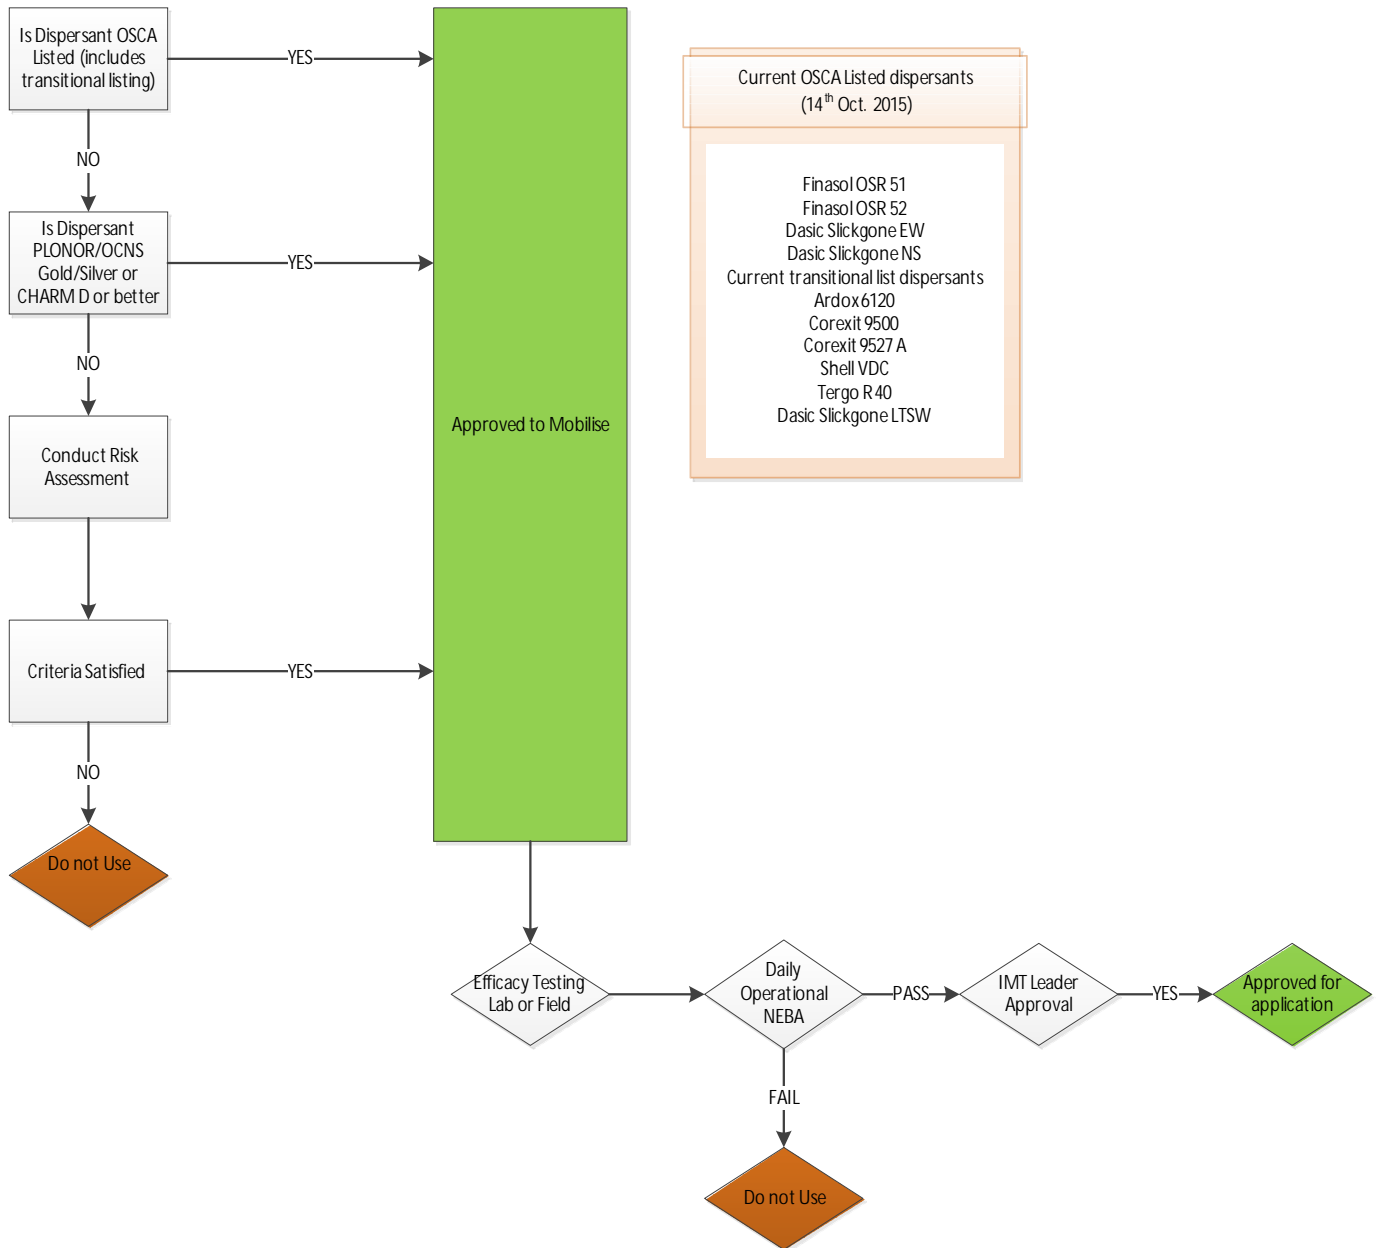 Is Dispersant OSCA
Listed (includes
transitional listing)
YES
NO
Is Dispersant
PLONOR/OCNS
Gold/Silver or
CHARM D or better
YES
NO
Conduct Risk
Assessment
Criteria Satisfied
YES
NO
Do not Use
Approved to Mobilise
Current OSCA Listed dispersants
(14th Oct. 2015)
Finasol OSR 51
Finasol OSR 52
Dasic Slickgone EW
Dasic Slickgone NS
Current transitional list dispersants
Ardox 6120
Corexit 9500
Corexit 9527 A
Shell VDC
Tergo R 40
Dasic Slickgone LTSW
Efficacy Testing
Lab or Field
Daily
Operational
NEBA
PASS
IMT Leader
Approval
YES
Approved for
application
FAIL
Do not Use